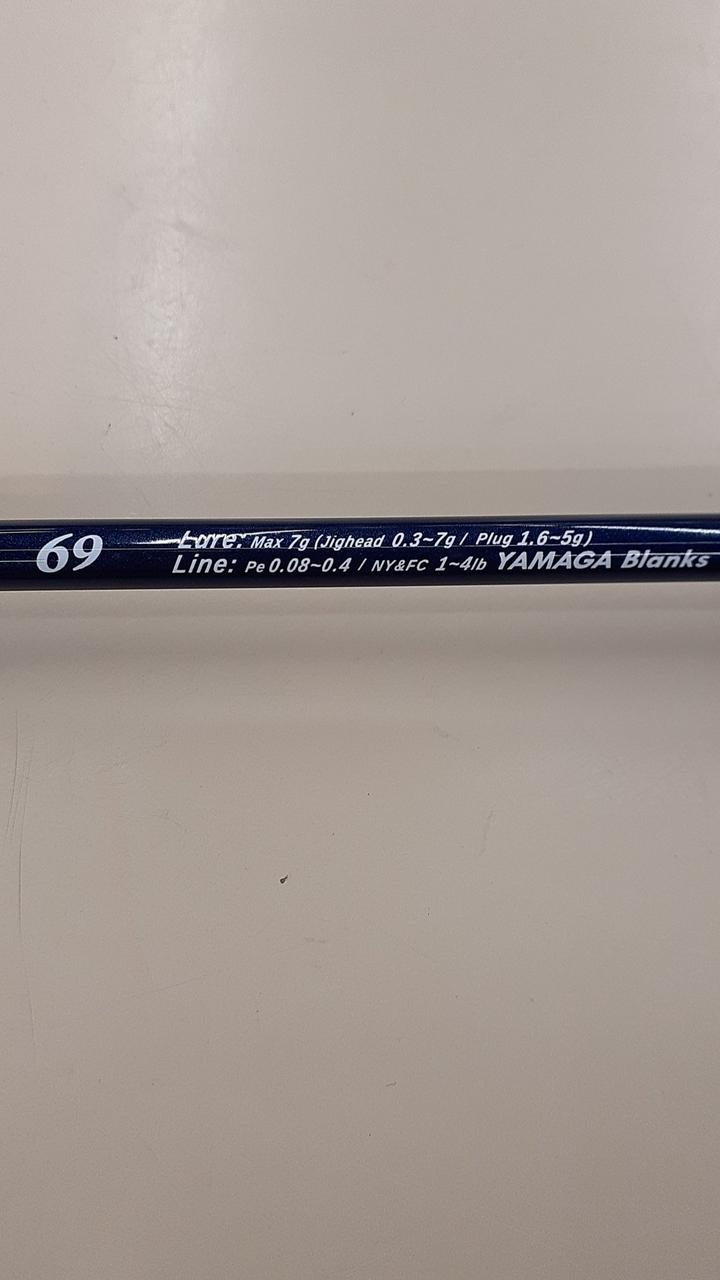 69
Lure: Max 7g (Jighead 0.3~7g / Plug 1.6~5g)
Line: Pe 0.08~0.4 / NY&FC 1~4lb YAMAGA Blanks